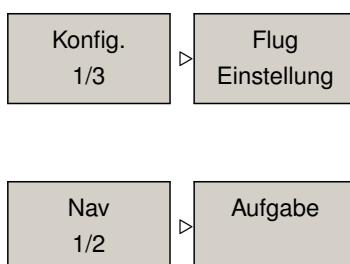 Konfig.
1/3
Flug
Einstellung
Nav
1/2
Aufgabe